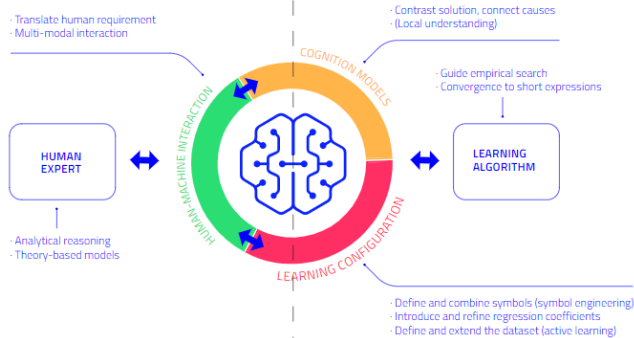 · Translate human requirement
· Multi-modal interaction
· Contrast solution, connect causes
· (Local understanding)
COGNITION MODELS
· Guide empirical search
· Convergence to short expressions
HUMAN-MACHINE INTERACTION
HUMAN
EXPERT
LEARNING
ALGORITHM
· Analytical reasoning
· Theory-based models
LEARNING CONFIGURATION
· Define and combine symbols (symbol engineering)
· Introduce and refine regression coefficients
· Define and extend the dataset (active learning)